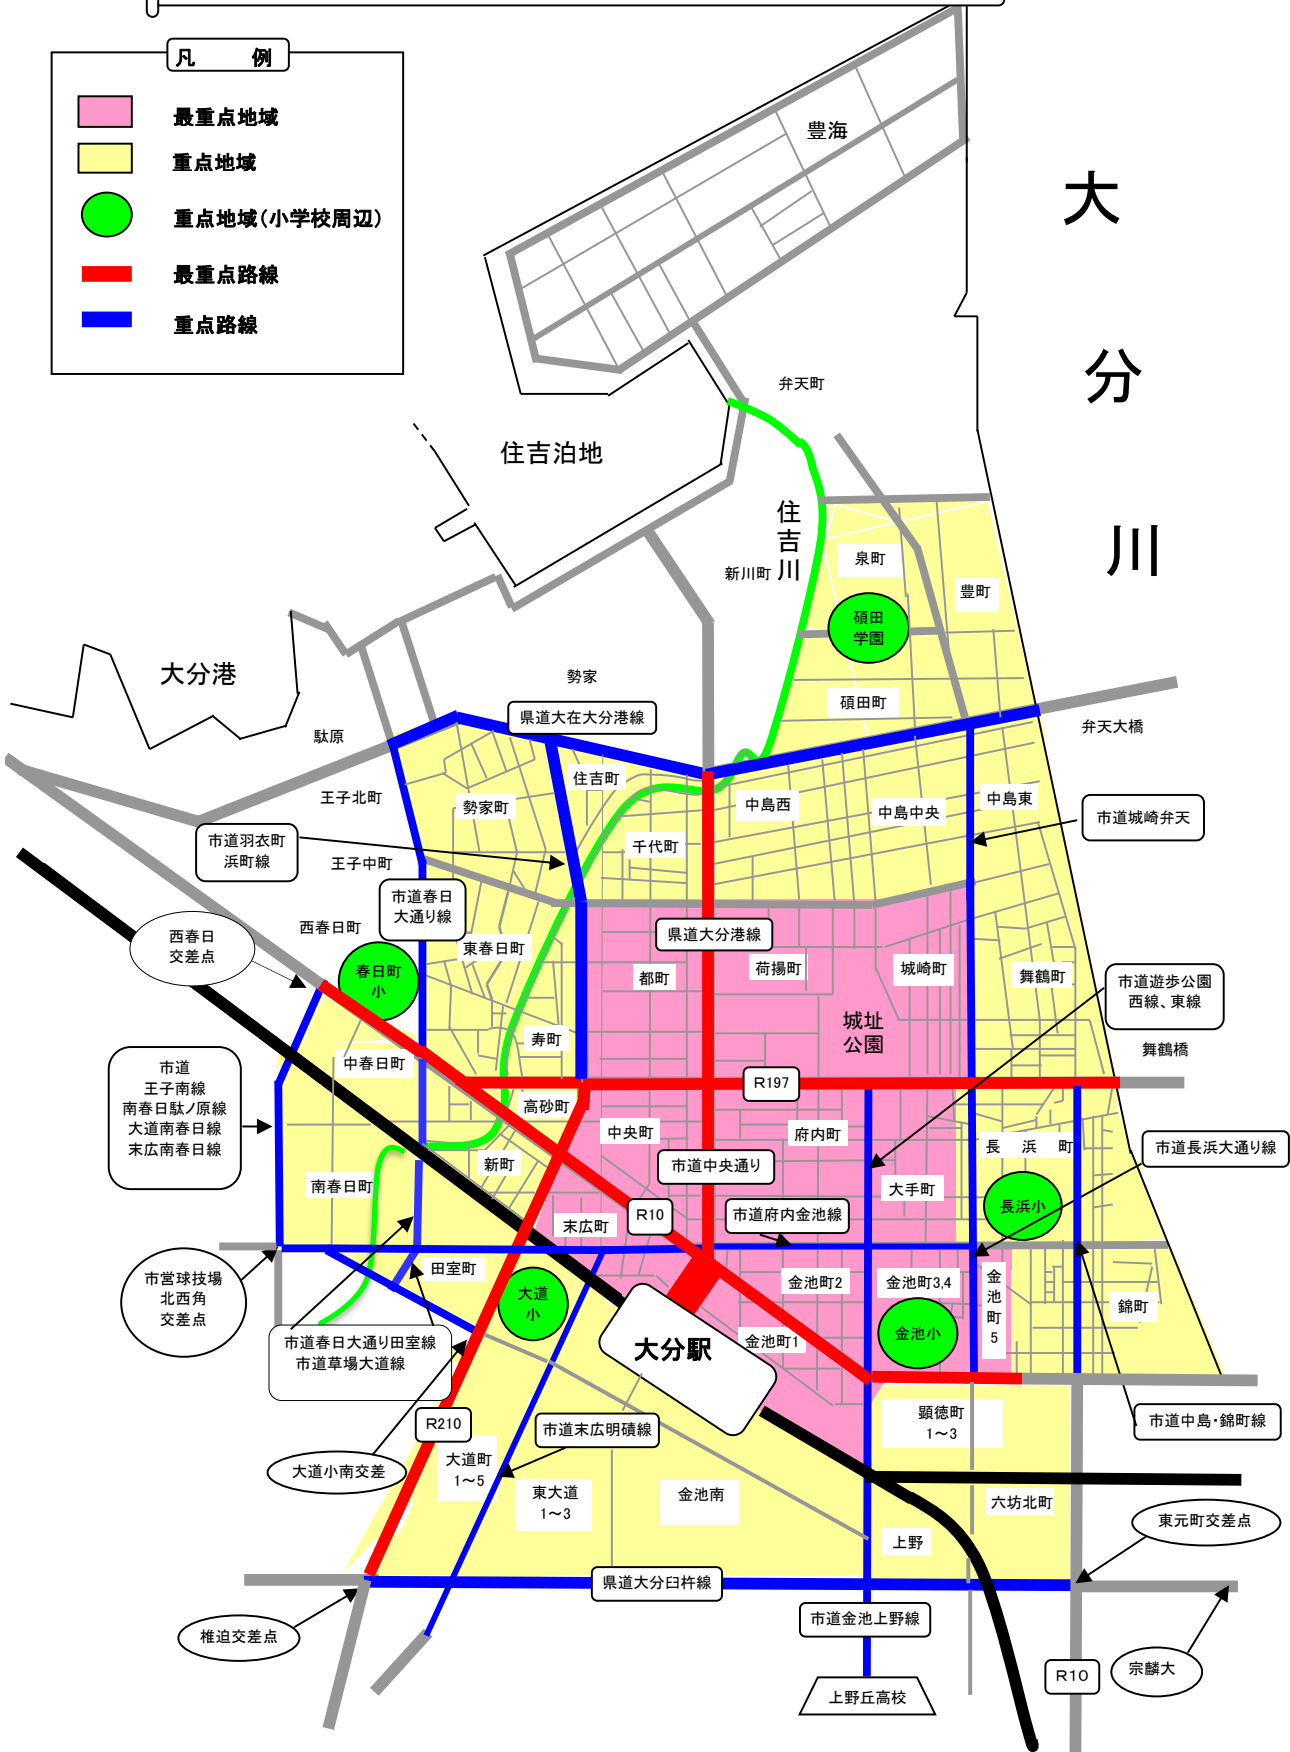 凡　例
最重点地域
重点地域
重点地域(小学校周辺)
最重点路線
重点路線
大
分
川
豊海
弁天町
住吉泊地
住
吉
川
新川町
泉町
豊町
碩田
学園
碩田町
大分港
勢家
県道大在大分港線
弁天大橋
駄原
王子北町
住吉町
勢家町
中島西
中島中央
中島東
市道城崎弁天
市道羽衣町
浜町線
王子中町
千代町
市道春日
大通り線
西春日町
西春日
交差点
東春日町
県道大分港線
春日町
小
都町
荷揚町
城崎町
舞鶴町
市道遊歩公園
西線、東線
城址
公園
寿町
中春日町
舞鶴橋
R197
市道
王子南線
南春日駄ノ原線
大道南春日線
末広南春日線
高砂町
中央町
府内町
長　浜　町
市道長浜大通り線
新町
市道中央通り
南春日町
大手町
長浜小
末広町
R10
市道府内金池線
田室町
市営球技場
北西角
交差点
大道
小
金池町2
金池町3,4
金
池
町
5
錦町
市道春日大通り田室線
市道草場大道線
大分駅
金池町1
金池小
R210
市道末広明磧線
顕徳町
1～3
市道中島・錦町線
大道小南交差
大道町
1～5
東大道
1～3
金池南
六坊北町
東元町交差点
上野
県道大分臼杵線
椎迫交差点
市道金池上野線
R10
宗麟大
上野丘高校